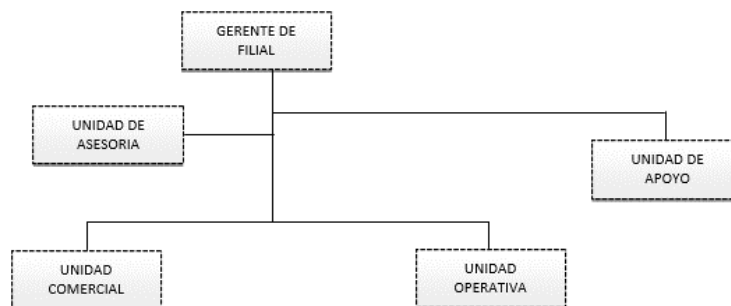 GERENTE DE
FILIAL
UNIDAD DE
ASESORIA
UNIDAD DE
APOYO
UNIDAD
COMERCIAL
UNIDAD
OPERATIVA